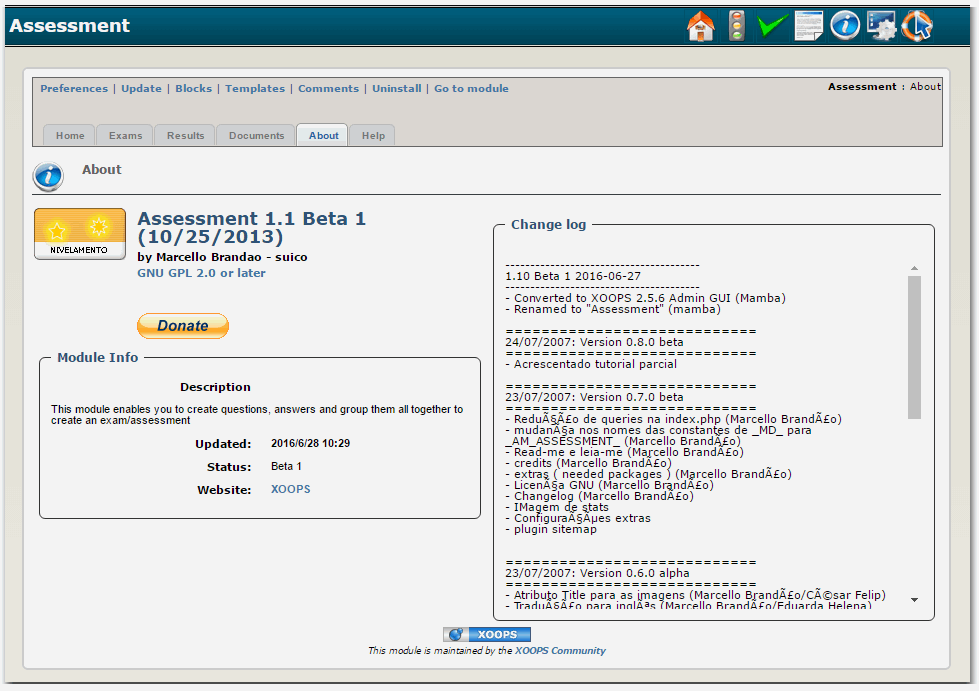 Assessment
Preferences | Update | Blocks | Templates | Comments | Uninstall | Go to module
Assessment : About
Home Exams Results Documents About Help
About
NIVELAMENTO
Assessment 1.1 Beta 1
(10/25/2013)
by Marcello Brandao - suico
GNU GPL 2.0 or later
Donate
Module Info
Description
This module enables you to create questions, answers and group them all together to
create an exam/assessment
Updated: 2016/6/28 10:29
Status: Beta 1
Website: XOOPS
Change log
---------------------------------------
1.10 Beta 1 2016-06-27
---------------------------------------
- Converted to XOOPS 2.5.6 Admin GUI (Mamba)
- Renamed to "Assessment" (mamba)
============================
24/07/2007: Version 0.8.0 beta
============================
- Acrescentado tutorial parcial
============================
23/07/2007: Version 0.7.0 beta
============================
- ReduÃ§Ã£o de queries na index.php (Marcello BrandÃ£o)
- mudanÃ§a nos nomes das constantes de _MD_ para
_AM_ASSESSMENT_ (Marcello BrandÃ£o)
- Read-me e leia-me (Marcello BrandÃ£o)
- credits (Marcello BrandÃ£o)
- extras ( needed packages ) (Marcello BrandÃ£o)
- LicenÃ§a GNU (Marcello BrandÃ£o)
- Changelog (Marcello BrandÃ£o)
- IMagem de stats
- ConfiguraÃ§Ãµes extras
- plugin sitemap
============================
23/07/2007: Version 0.6.0 alpha
============================
- Atributo Title para as imagens (Marcello BrandÃ£o/CÃ©sar Felip)
- TraduÃ§Ã£o para inglÃªs (Marcello BrandÃ£o/Eduarda Helena)
XOOPS
This module is maintained by the XOOPS Community